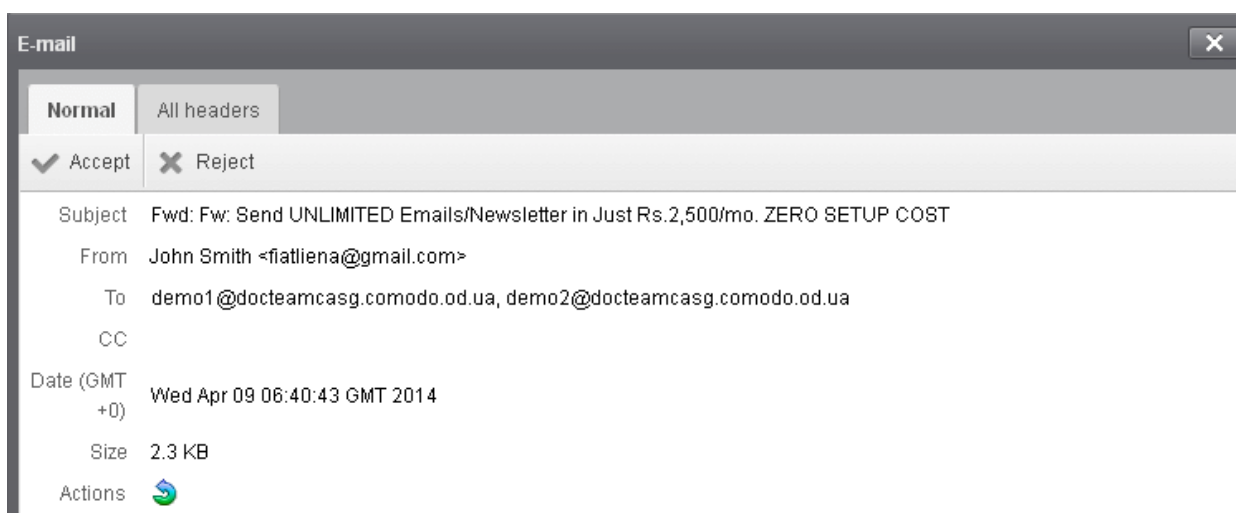 E-mail
Normal All headers
Accept Reject
Subject Fwd: Fw: Send UNLIMITED Emails/Newsletter in Just Rs.2,500/mo. ZERO SETUP COST
From John Smith <fiatliena@gmail.com>
To demo1@docteamcasg.comodo.od.ua, demo2@docteamcasg.comodo.od.ua
CC
Date (GMT
+0) Wed Apr 09 06:40:43 GMT 2014
Size 2.3 KB
Actions